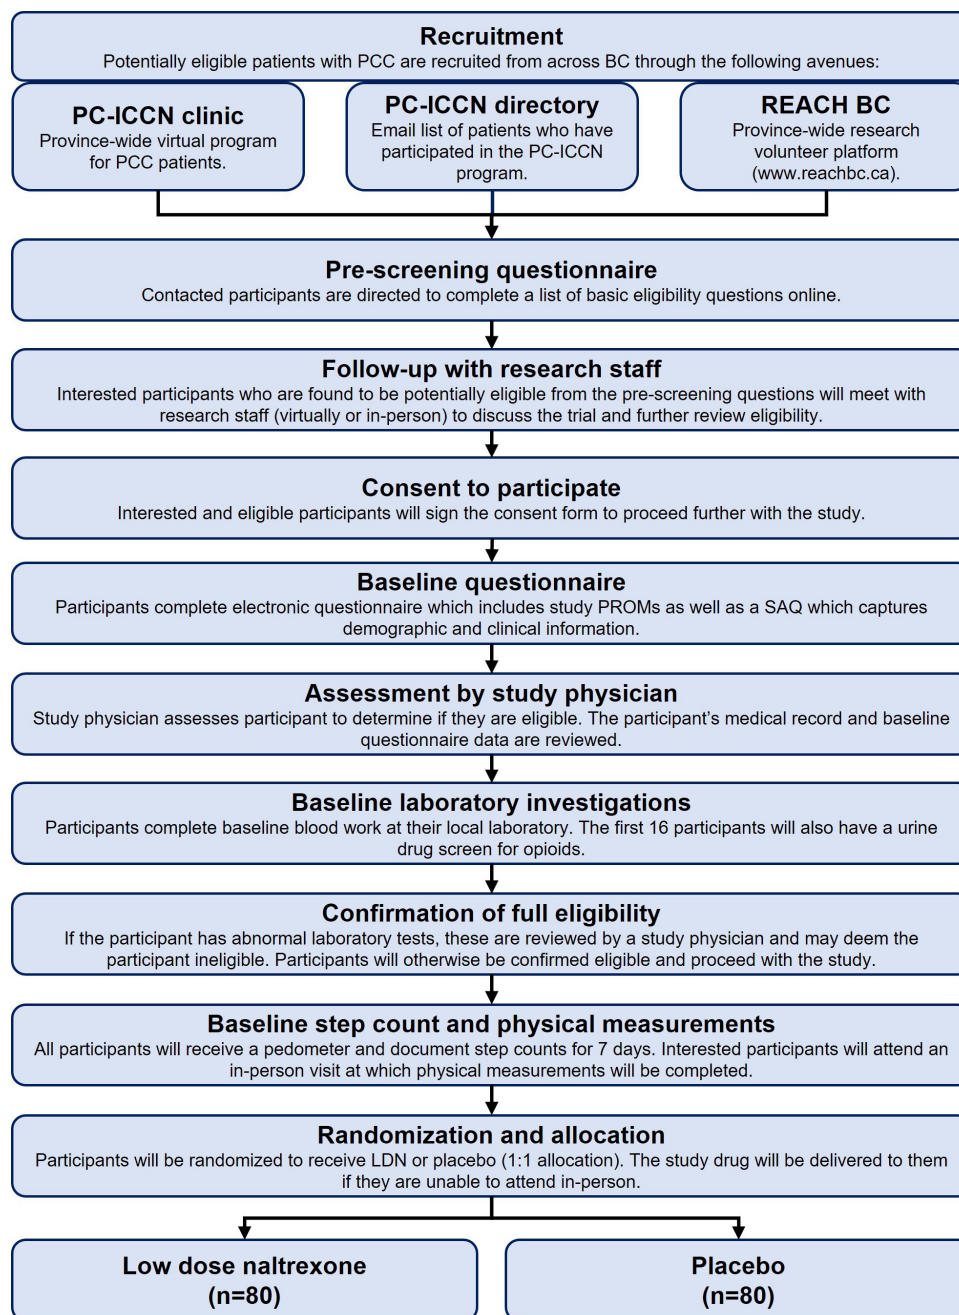 Recruitment
Potentially eligible patients with PCC are recruited from across BC through the following avenues:
PC-ICCN clinic
Province-wide virtual program
for PCC patients.
PC-ICCN directory
Email list of patients who have
participated in the PC-ICCN
program.
REACH BC
Province-wide research
volunteer platform
(www.reachbc.ca).
Pre-screening questionnaire
Contacted participants are directed to complete a list of basic eligibility questions online.
Follow-up with research staff
Interested participants who are found to be potentially eligible from the pre-screening questions will meet with
research staff (virtually or in-person) to discuss the trial and further review eligibility.
Consent to participate
Interested and eligible participants will sign the consent form to proceed further with the study.
Baseline questionnaire
Participants complete electronic questionnaire which includes study PROMs as well as a SAQ which captures
demographic and clinical information.
Assessment by study physician
Study physician assesses participant to determine if they are eligible. The participant's medical record and baseline
questionnaire data are reviewed.
Baseline laboratory investigations
Participants complete baseline blood work at their local laboratory. The first 16 participants will also have a urine
drug screen for opioids.
Confirmation of full eligibility
If the participant has abnormal laboratory tests, these are reviewed by a study physician and may deem the
participant ineligible. Participants will otherwise be confirmed eligible and proceed with the study.
Baseline step count and physical measurements
All participants will receive a pedometer and document step counts for 7 days. Interested participants will attend an
in-person visit at which physical measurements will be completed.
Randomization and allocation
Participants will be randomized to receive LDN or placebo (1:1 allocation). The study drug will be delivered to them
if they are unable to attend in-person.
Low dose naltrexone
(n=80)
Placebo
(n=80)